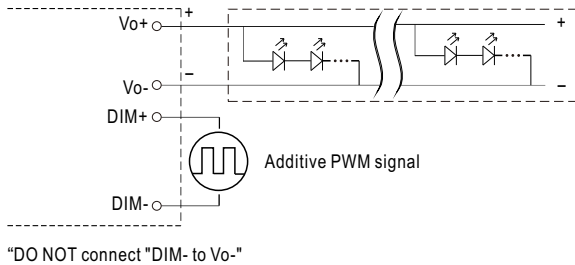 Vo+ + +
Vo- - -
DIM+
Additive PWM signal
DIM-
“DO NOT connect "DIM- to Vo-"